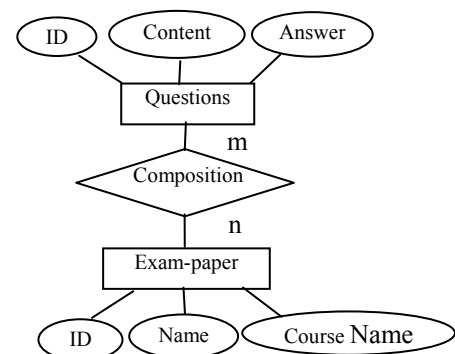 ID
Content
Answer
Questions
m
Composition
n
Exam-paper
ID
Name
Course Name